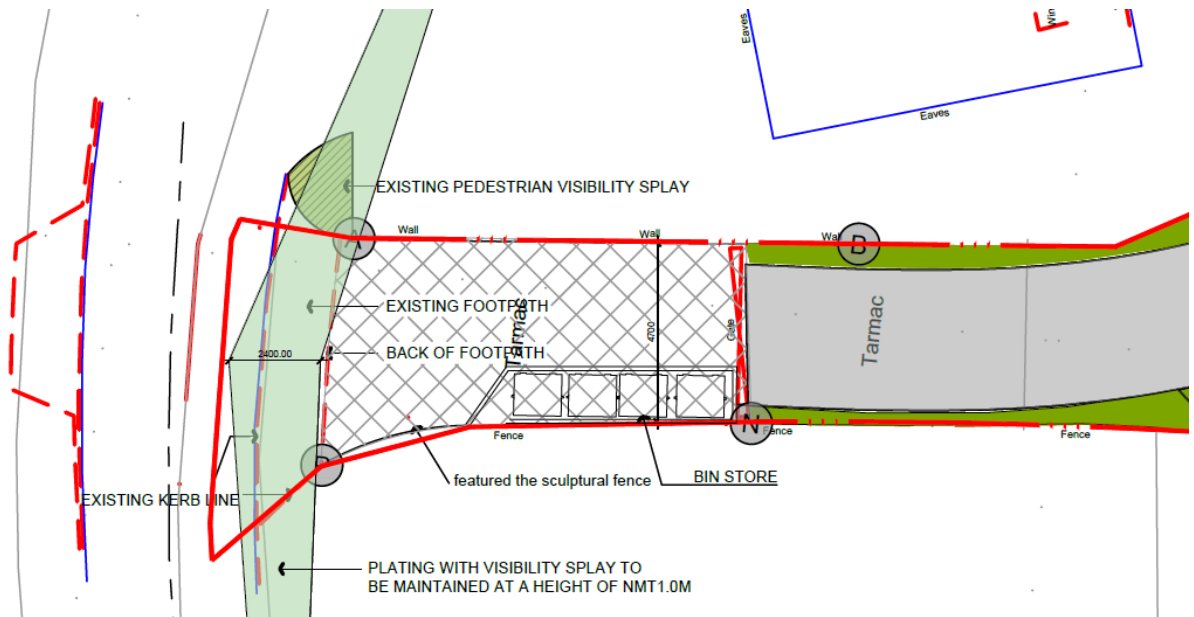 Eaves
Win
Eaves
EXISTING PEDESTRIAN VISIBILITY SPLAY
A
Wall
Wall
Wall
B
EXISTING FOOTPATH
Tarmac
4700
Gate
Tarmac
2400.00
BACK OF FOOTPATH
Fence
N
Fence
Fence
featured the sculptural fence
BIN STORE
EXISTING KERB LINE
PLATING WITH VISIBILITY SPLAY TO
BE MAINTAINED AT A HEIGHT OF NMT1.0M